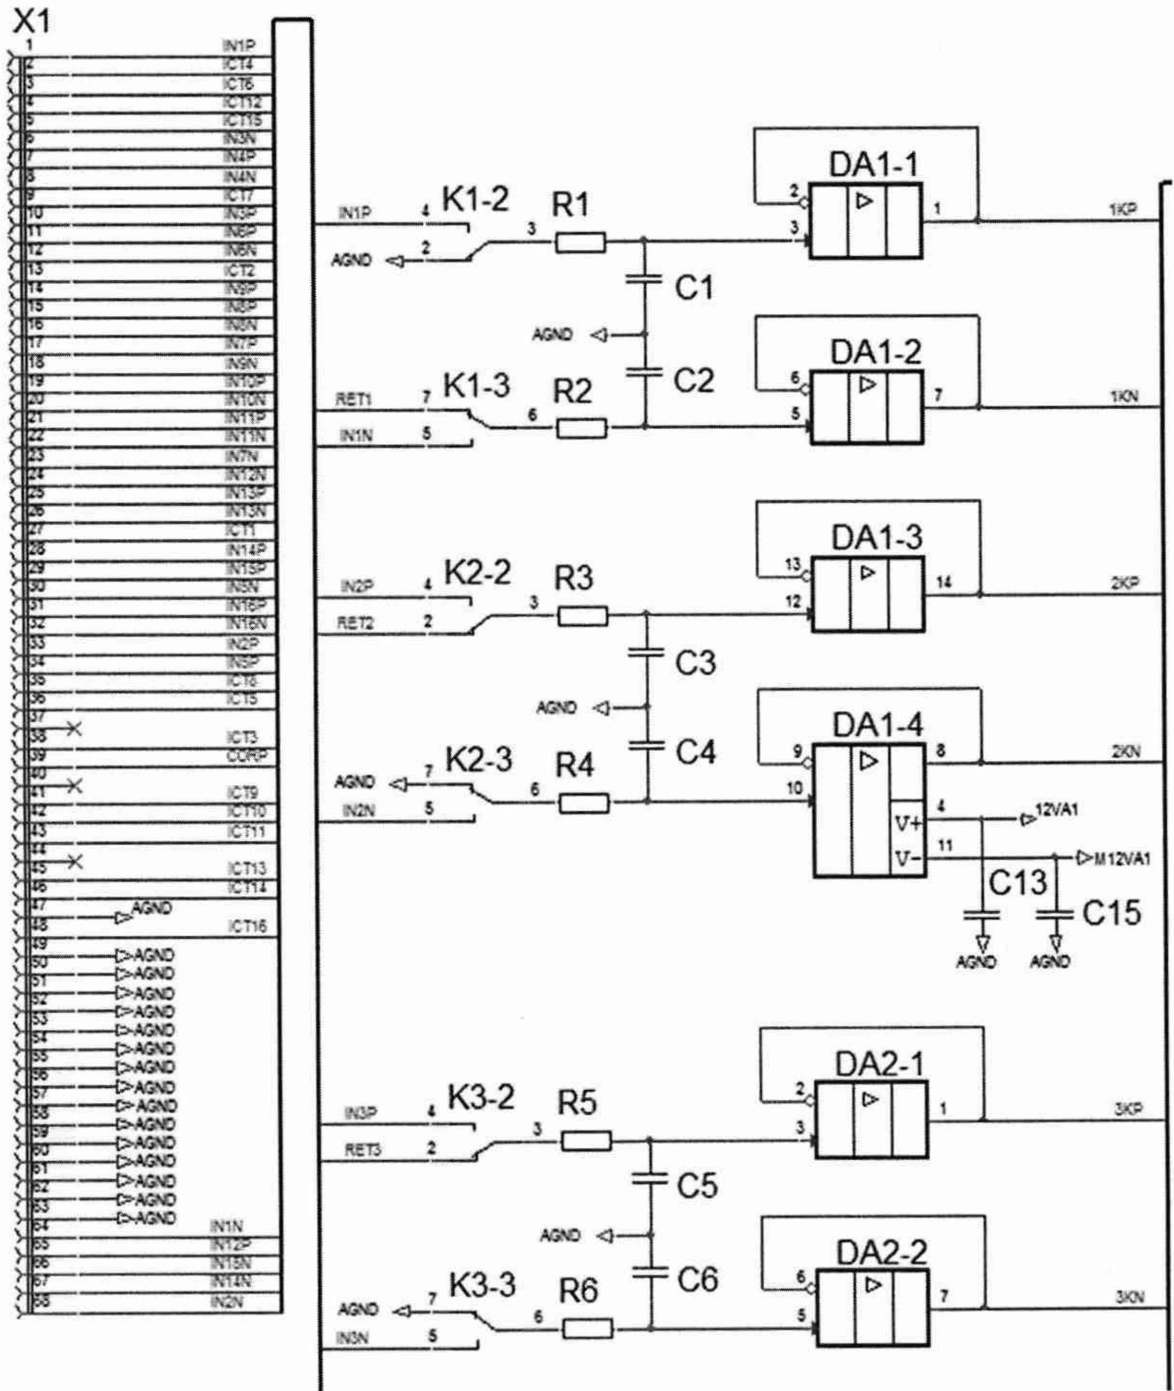 X1
1 IN1P
2 ICT4
3 ICT6
4 ICT12
5 ICT15
6 IN3N
7 IN4P
8 IN4N
9 ICT7
10 IN3P
11 IN6P
12 IN6N
13 ICT2
14 IN9P
15 IN8P
16 IN8N
17 IN7P
18 IN9N
19 IN10P
20 IN10N
21 IN11P
22 IN11N
23 IN7N
24 IN12N
25 IN13P
26 IN13N
27 ICT1
28 IN14P
29 IN15P
30 IN5N
31 IN16P
32 IN16N
33 IN2P
34 IN5P
35 ICT8
36 ICT5
37
38 ICT3
39 CORP
40
41 ICT9
42 ICT10
43 ICT11
44
45 ICT13
46 ICT14
47 AGND
48 ICT16
49
50 AGND
51 AGND
52 AGND
53 AGND
54 AGND
55 AGND
56 AGND
57 AGND
58 AGND
59 AGND
60 AGND
61 AGND
62 AGND
63 AGND
64 AGND IN1N
65 IN12P
66 IN15N
67 IN14N
68 IN2N
DA1-1
2
IN1P 4 K1-2 R1 1 1KP
AGND 2 3 3
C1
AGND
DA1-2
C2 6
RET1 7 K1-3 R2 7 1KN
IN1N 5 6 5
DA1-3
13
IN2P 4 K2-2 R3 14 2KP
RET2 2 3 12
C3
AGND
DA1-4
C4 9 8 2KN
AGND 7 K2-3 R4
IN2N 5 6 10
V+ 4 12VA1
V- 11 M12VA1
C13 C15
AGND AGND
DA2-1
2
IN3P 4 K3-2 R5 1 3KP
RET3 2 3 3
C5
AGND
DA2-2
C6 6
AGND 7 K3-3 R6 7 3KN
IN3N 5 6 5